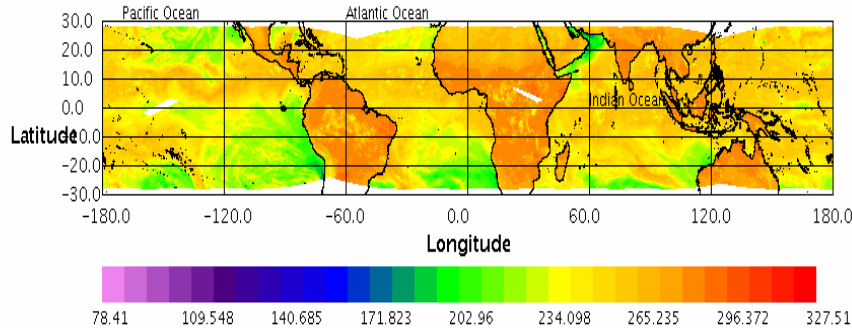 Pacific Ocean Atlantic Ocean
30.0
20.0
10.0
0.0
Indian Ocean
Latitude
-10.0
-20.0
-30.0
-180.0 -120.0 -60.0 0.0 60.0 120.0 180.0
Longitude
78.41 109.548 140.685 171.823 202.96 234.098 265.235 296.372 327.51